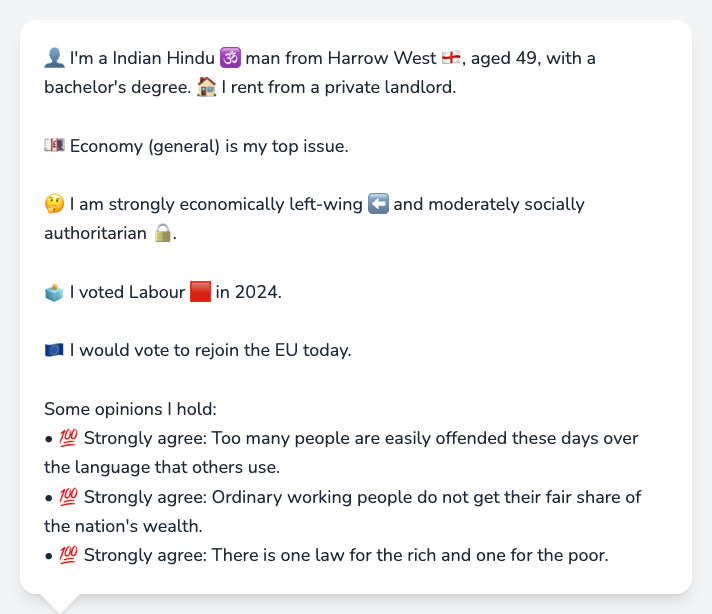 👤 I'm a Indian Hindu 🕉️ man from Harrow West 🏴󠁧󠁢󠁥󠁮󠁧󠁿, aged 49, with a
bachelor's degree. 🏠 I rent from a private landlord.
💷 Economy (general) is my top issue.
🤔 I am strongly economically left-wing ⬅️ and moderately socially
authoritarian 🔒.
🗳️ I voted Labour 🟥 in 2024.
🇪🇺 I would vote to rejoin the EU today.
Some opinions I hold:
• 💯 Strongly agree: Too many people are easily offended these days over
the language that others use.
• 💯 Strongly agree: Ordinary working people do not get their fair share of
the nation's wealth.
• 💯 Strongly agree: There is one law for the rich and one for the poor.